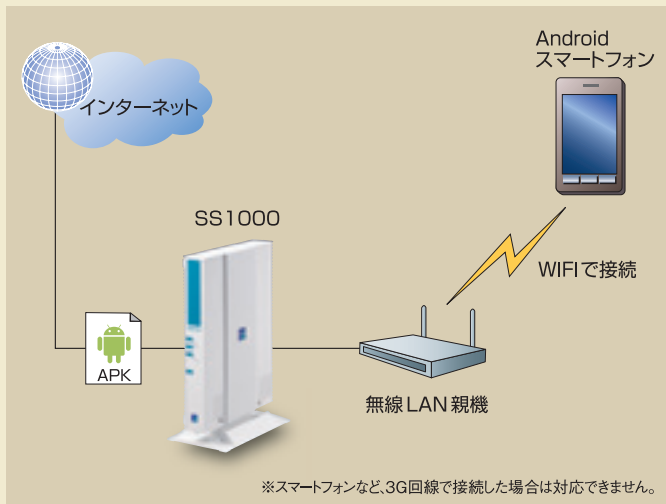 Android
スマートフォン
インターネット
SS1000
WIFIで接続
APK
無線LAN親機
※スマートフォンなど、3G回線で接続した場合は対応できません。